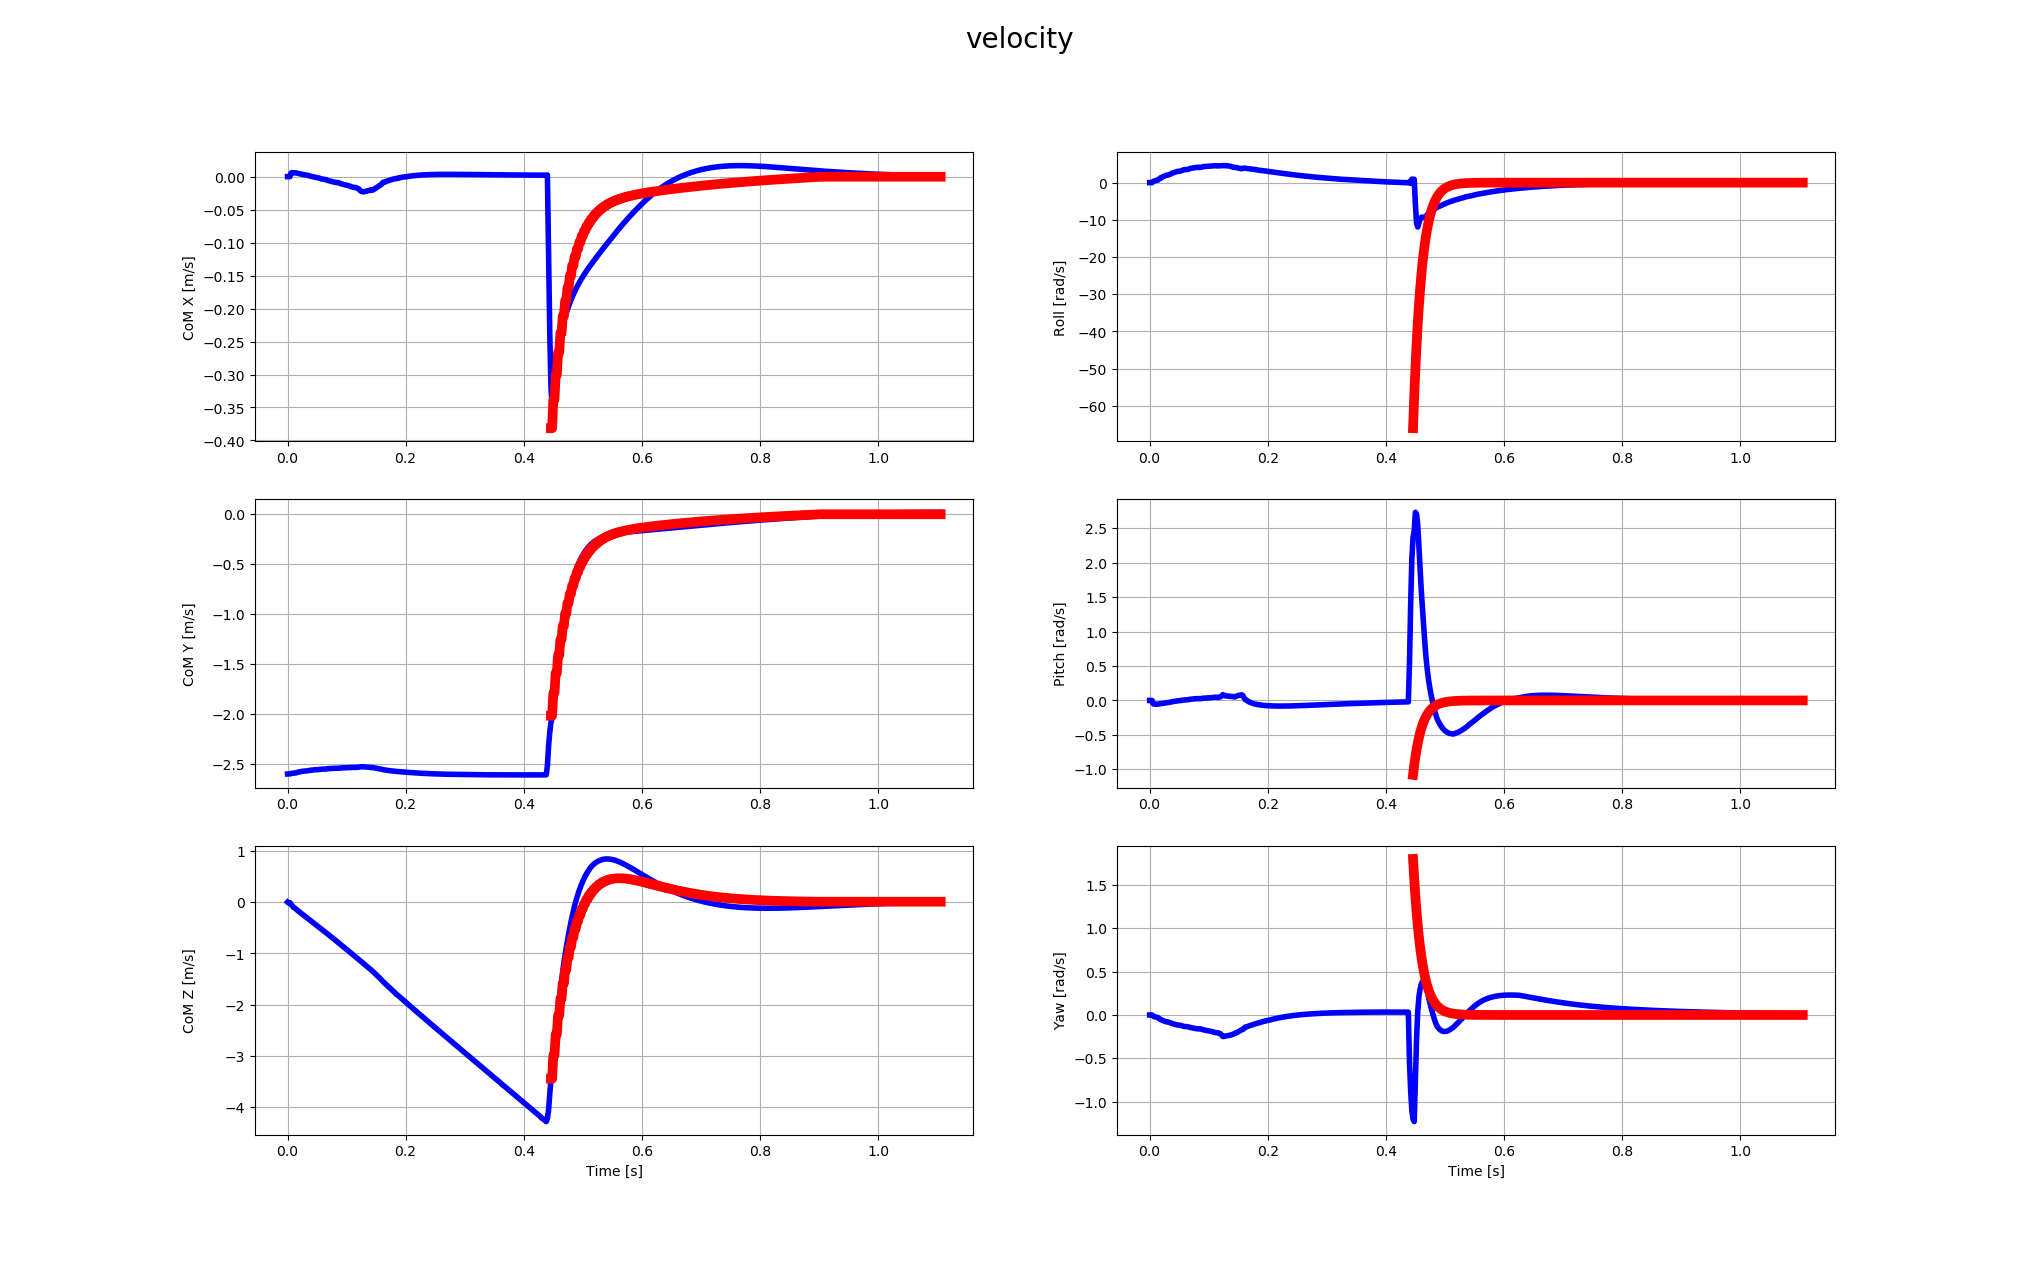 velocity
CoM X [m/s]
0.00
−0.05
−0.10
−0.15
−0.20
−0.25
−0.30
−0.35
−0.40
0.0 0.2 0.4 0.6 0.8 1.0
Roll [rad/s]
0
−10
−20
−30
−40
−50
−60
0.0 0.2 0.4 0.6 0.8 1.0
CoM Y [m/s]
0.0
−0.5
−1.0
−1.5
−2.0
−2.5
0.0 0.2 0.4 0.6 0.8 1.0
Pitch [rad/s]
2.5
2.0
1.5
1.0
0.5
0.0
−0.5
−1.0
0.0 0.2 0.4 0.6 0.8 1.0
CoM Z [m/s]
1
0
−1
−2
−3
−4
0.0 0.2 0.4 0.6 0.8 1.0
Time [s]
Yaw [rad/s]
1.5
1.0
0.5
0.0
−0.5
−1.0
0.0 0.2 0.4 0.6 0.8 1.0
Time [s]